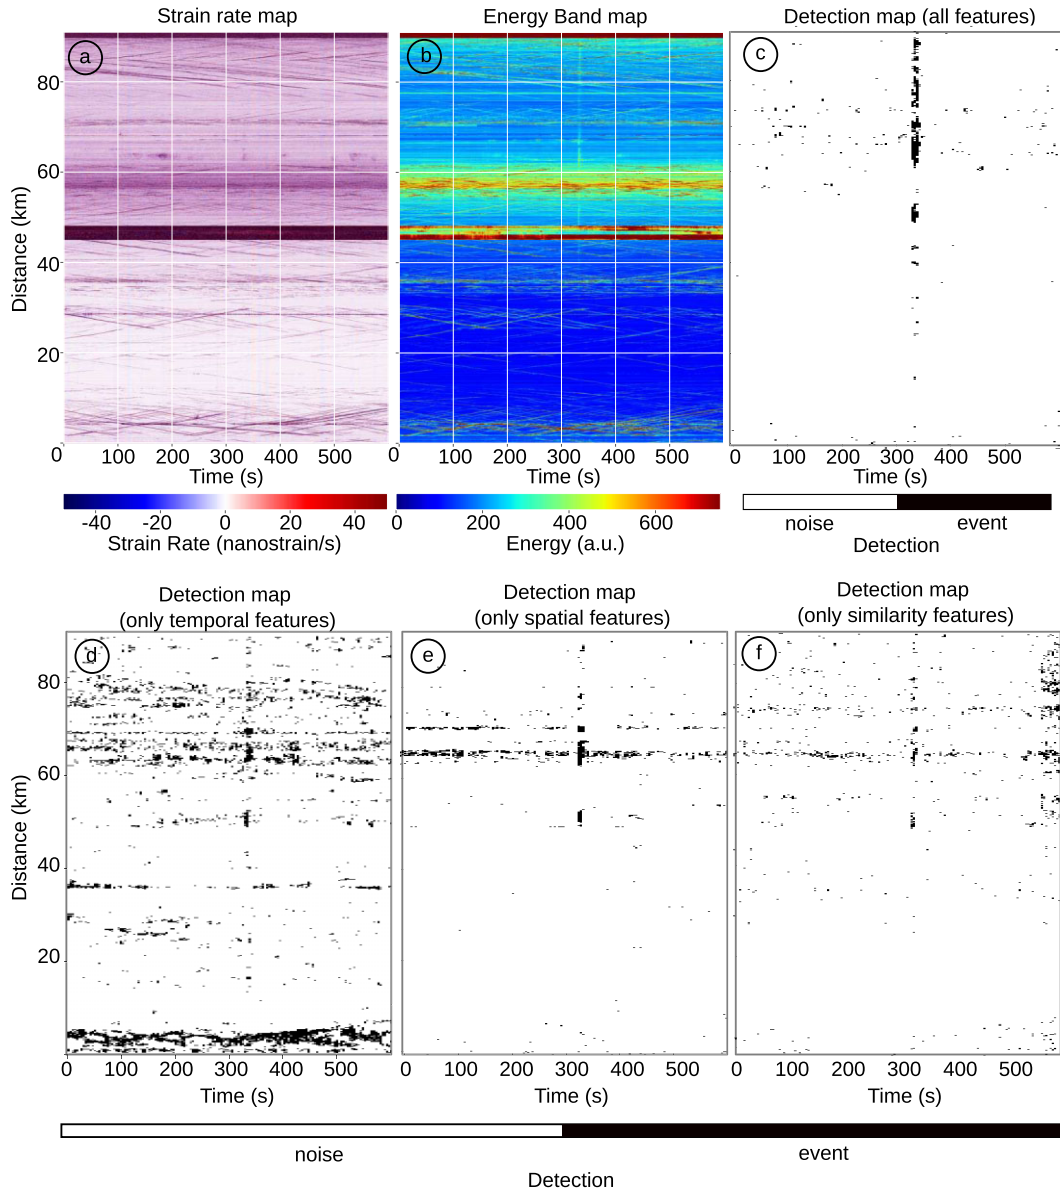 Strain rate map
Energy Band map
Detection map (all features)
a
b
c
80
60
40
20
Distance (km)
0 100 200 300 400 500
0 100 200 300 400 500
0 100 200 300 400 500
Time (s)
Time (s)
Time (s)
-40 -20 0 20 40
0 200 400 600
noise event
Strain Rate (nanostrain/s)
Energy (a.u.)
Detection
Detection map
(only temporal features)
Detection map
(only spatial features)
Detection map
(only similarity features)
d
e
f
80
60
40
20
Distance (km)
0 100 200 300 400 500
0 100 200 300 400 500
0 100 200 300 400 500
Time (s)
Time (s)
Time (s)
noise event
Detection